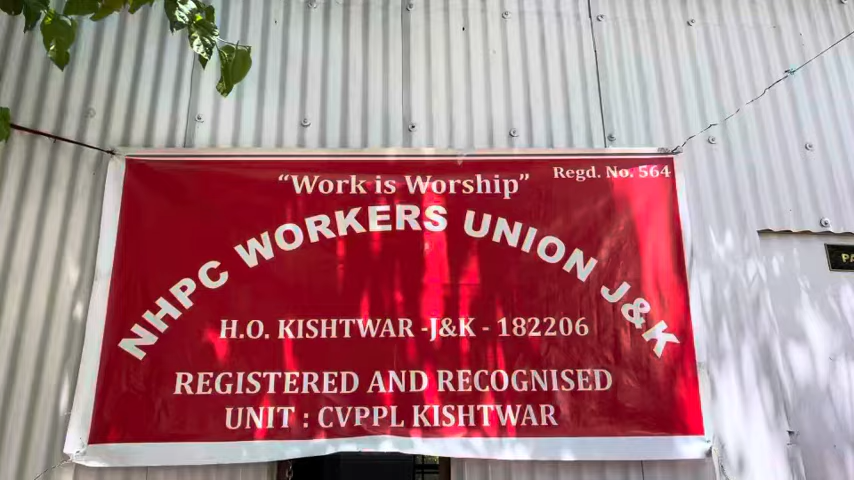 “Work is Worship”
Regd. No. 564
NHPC WORKERS UNION J&K
H.O. KISHTWAR -J&K - 182206
REGISTERED AND RECOGNISED
UNIT : CVPPL KISHTWAR